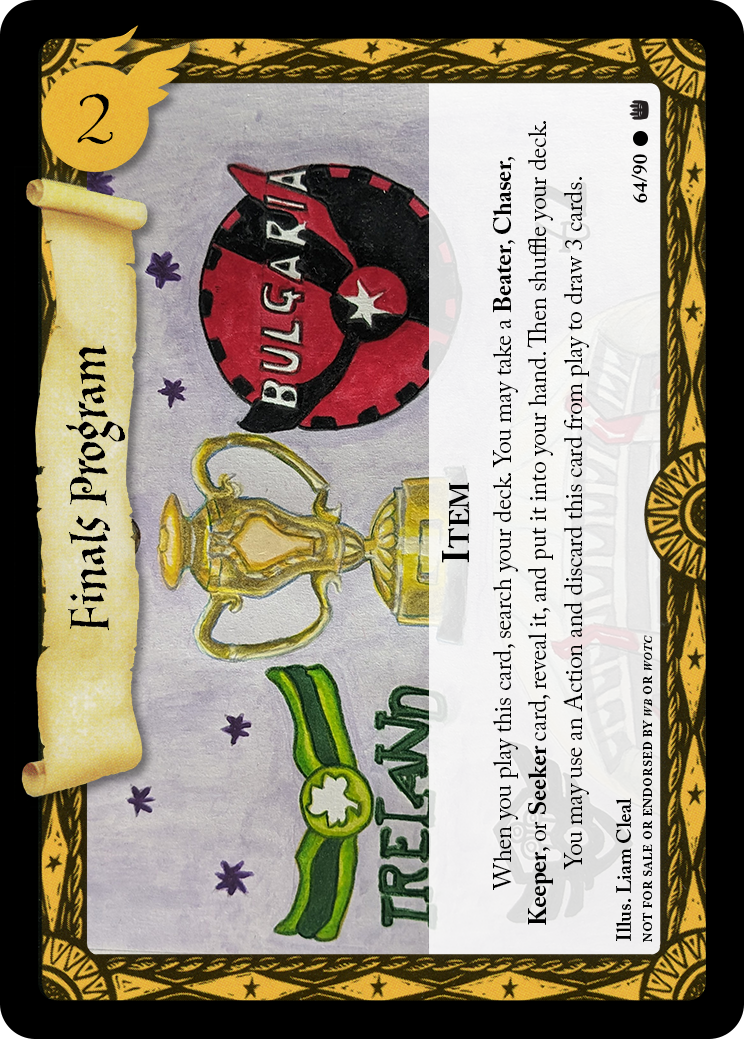 2
Finals Program
IRELAND
BULGARIA
ITEM
When you play this card, search your deck. You may take a Beater, Chaser,
Keeper, or Seeker card, reveal it, and put it into your hand. Then shuffle your deck.
You may use an Action and discard this card from play to draw 3 cards.
Illus. Liam Cleal
NOT FOR SALE OR ENDORSED BY WB OR WOTC
64/90